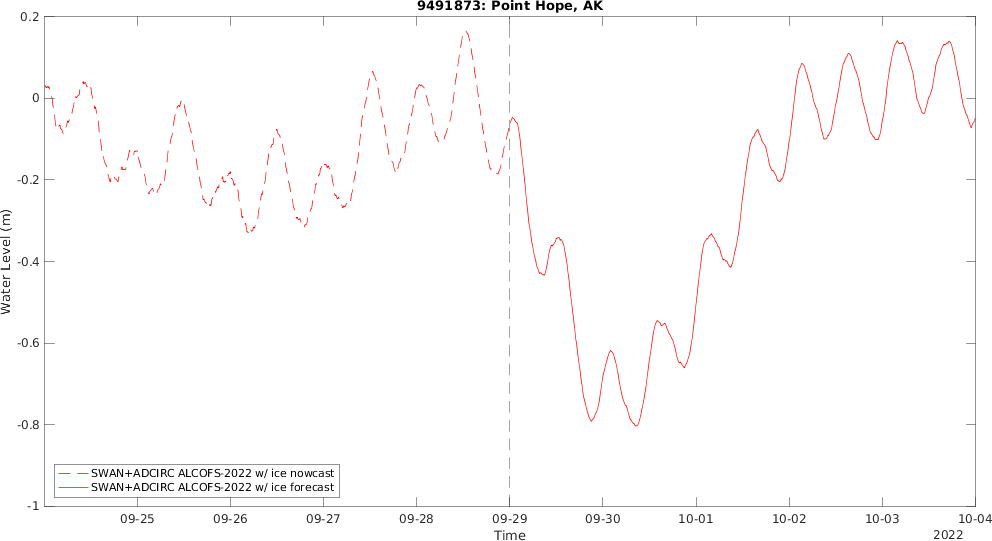 9491873: Point Hope, AK
0.2
0
-0.2
-0.4
-0.6
-0.8
-1
Water Level (m)
SWAN+ADCIRC ALCOFS-2022 w/ ice nowcast
SWAN+ADCIRC ALCOFS-2022 w/ ice forecast
09-25 09-26 09-27 09-28 09-29 09-30 10-01 10-02 10-03 10-04
Time
2022